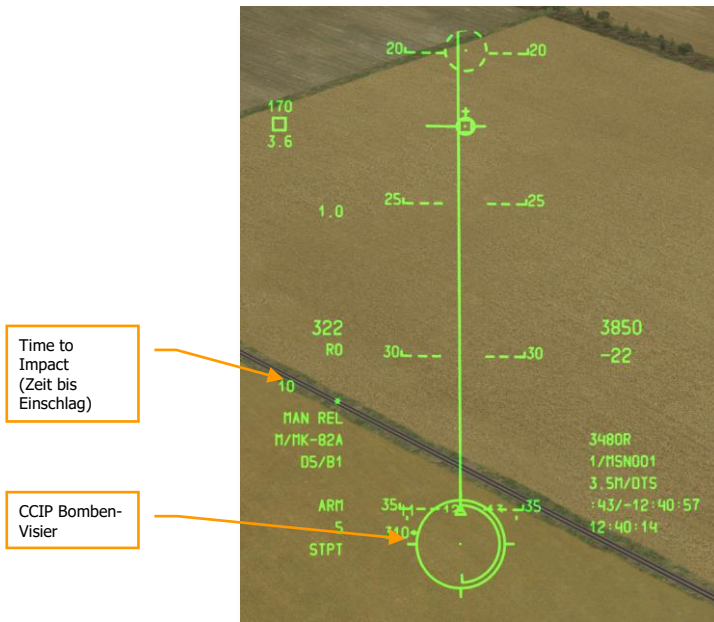 20 20
170
3.6
1.0
25 25
322
R0
3850
-22
30 30
Time to
Impact
(Zeit bis
Einschlag)
10
MAN REL
M/MK-82A
D5/B1
3480R
1/MSN001
3.5M/DTS
:43/-12:40:57
12:40:14
CCIP Bomben-
Visier
ARM
5
STPT
35 35